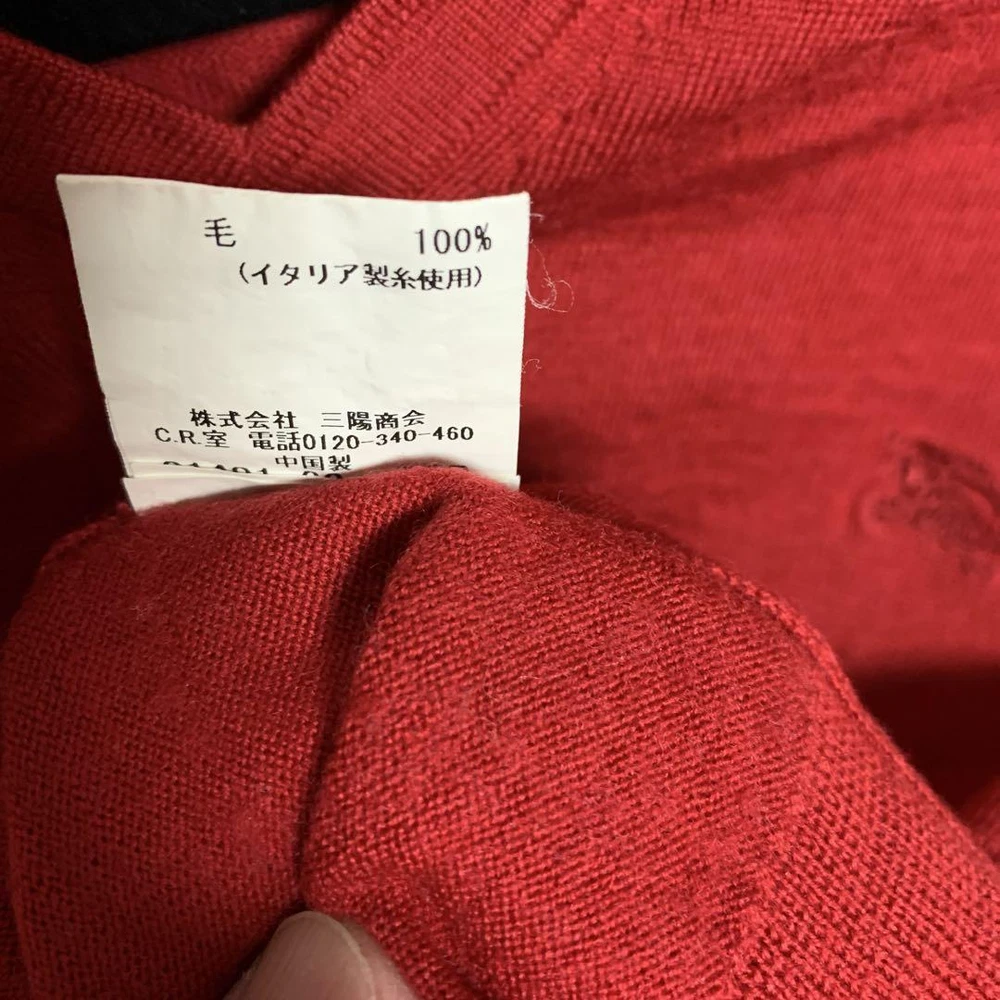 毛 100%
(イタリア製糸使用)
株式会社 三陽商会
C.R.室 電話0120-340-460
中国製